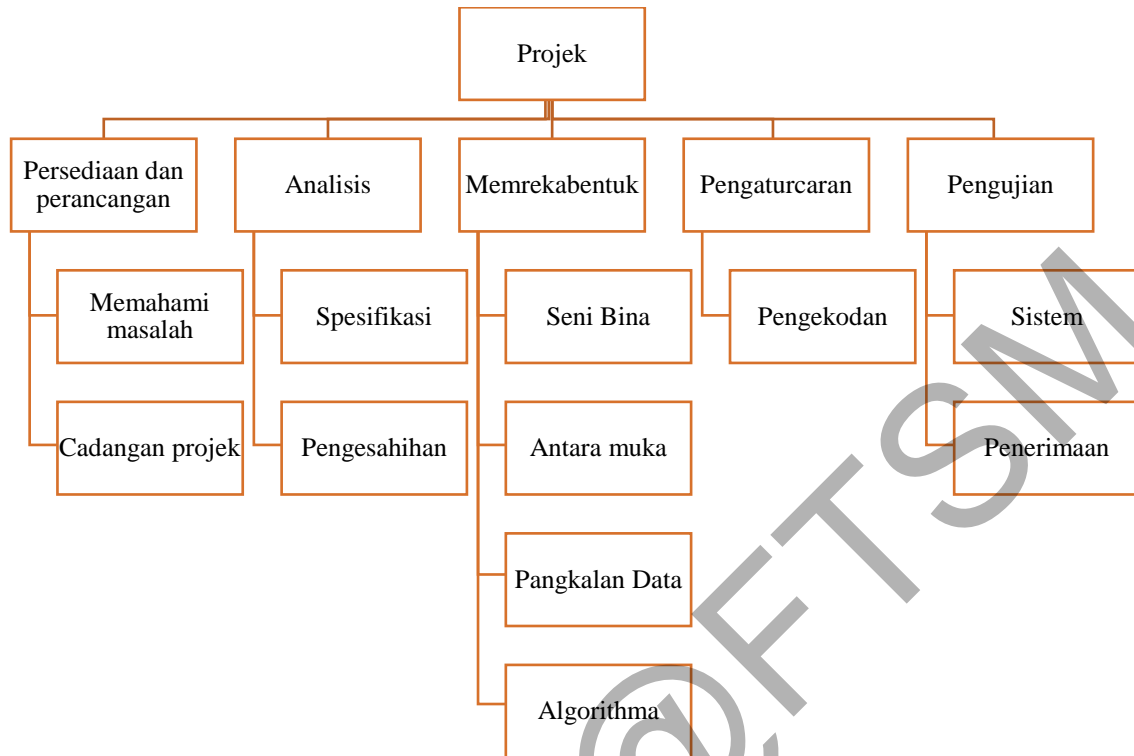 Projek
Persediaan dan
perancangan
Analisis
Memrekabentuk
Pengaturcaran
Pengujian
Memahami
masalah
Spesifikasi
Seni Bina
Pengekodan
Sistem
Cadangan projek
Pengesahihan
Antara muka
Penerimaan
Pangkalan Data
Algorithma
@FTSM